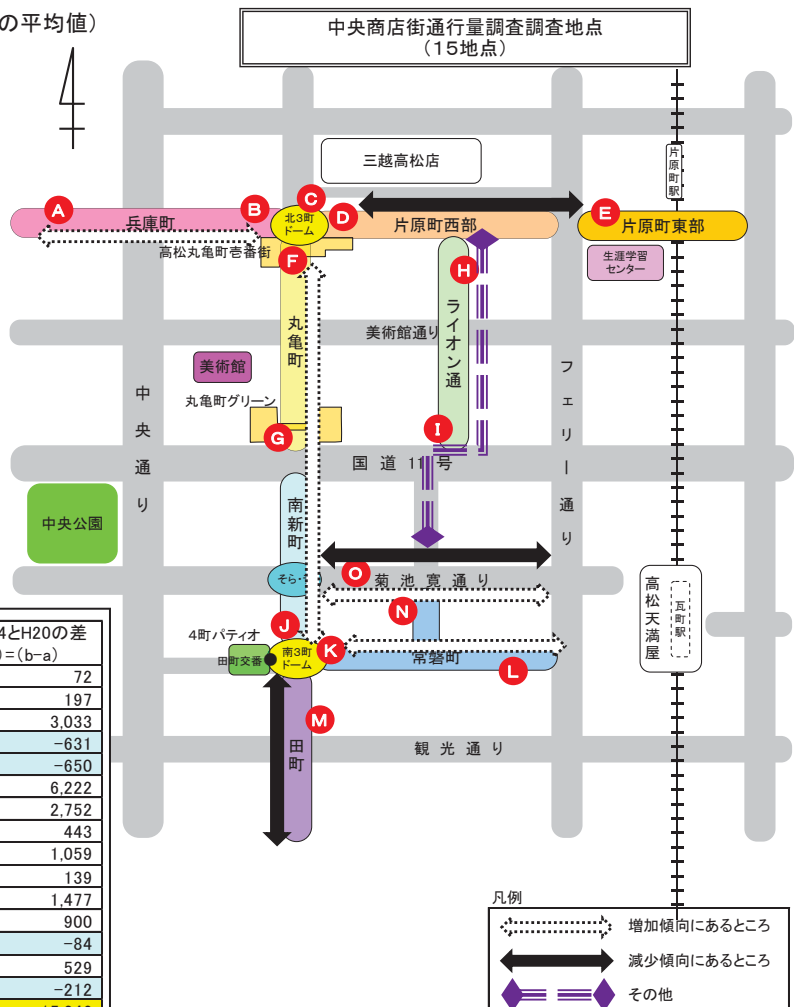 の平均値)
中央商店街通行量調査調査地点
(15地点)
片原町駅
三越高松店
A
B
C
D
E
兵庫町
北3町
ドーム
片原町西部
片原町東部
高松丸亀町壱番街
生涯学習
センター
F
H
丸亀町
ライオン通
美術館通り
美術館
丸亀町グリーン
中央通り
フェリー通り
G
I
国道11号
中央公園
南新町
そら・
O
菊池寛通り
N
高松天満屋
瓦町駅
J
4町パティオ
田町交番
南3町
ドーム
K
常磐町
L
M
田町
観光通り
4とH20の差
)=(b-a)
72
197
3,033
-631
-650
6,222
2,752
443
1,059
139
1,477
900
-84
529
-212
凡例
増加傾向にあるところ
減少傾向にあるところ
その他